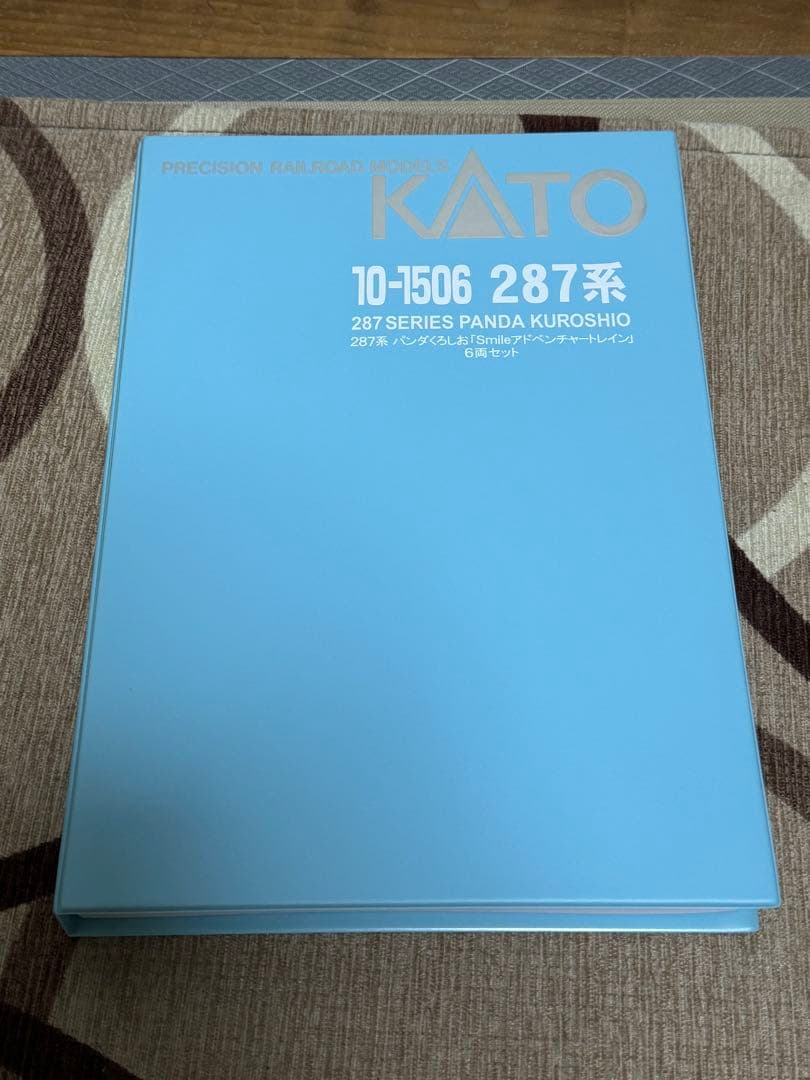 PRECISION RAILROAD MODELS
KATO
10-1506 287系
287 SERIES PANDA KUROSHIO
287系 パンダくろしお「Smileアドベンチャートレイン」
6両セット